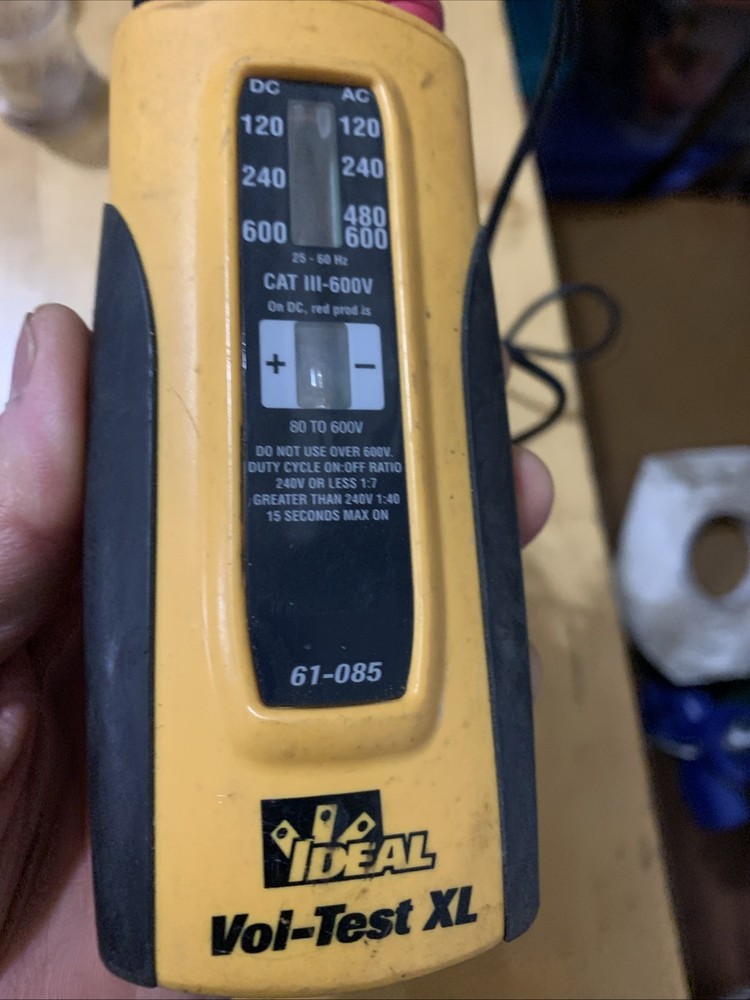 DC AC
120 120
240 240
480
600 600
25 - 60 Hz
CAT III-600V
On DC, red prod is
+ −
80 TO 600V
DO NOT USE OVER 600V.
DUTY CYCLE ON:OFF RATIO
240V OR LESS 1:7
GREATER THAN 240V 1:40
15 SECONDS MAX ON
61-085
IDEAL
Vol-Test XL